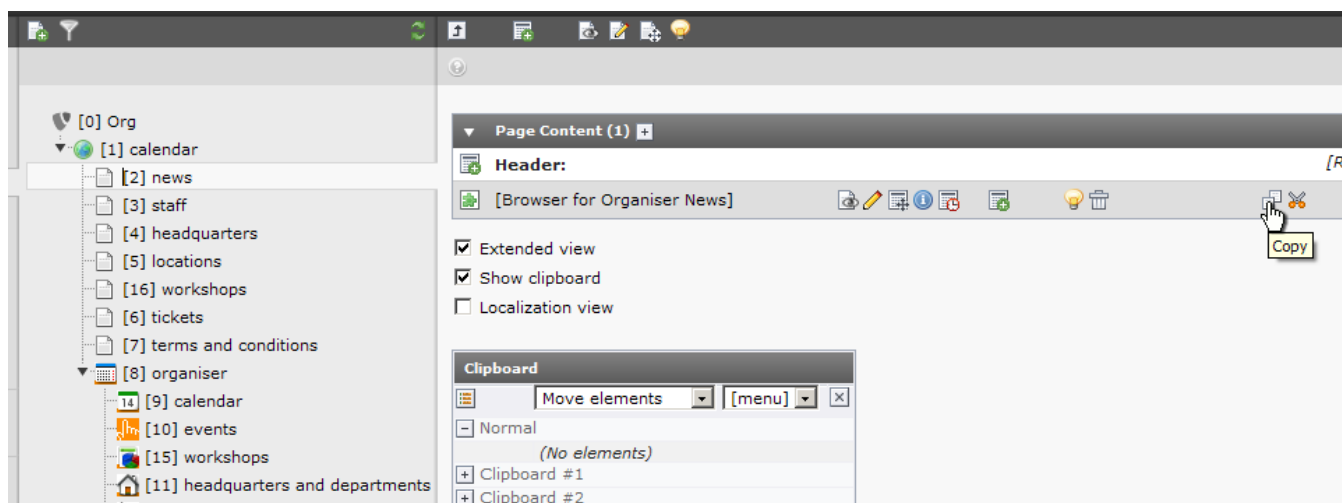 [0] Org
[1] calendar
[2] news
[3] staff
[4] headquarters
[5] locations
[16] workshops
[6] tickets
[7] terms and conditions
[8] organiser
14 [9] calendar
[10] events
[15] workshops
[11] headquarters and departments
Page Content (1)
Header:
[R
[Browser for Organiser News]
Copy
Extended view
Show clipboard
Localization view
Clipboard
Move elements [menu]
Normal
(No elements)
Clipboard #1
Clipboard #2